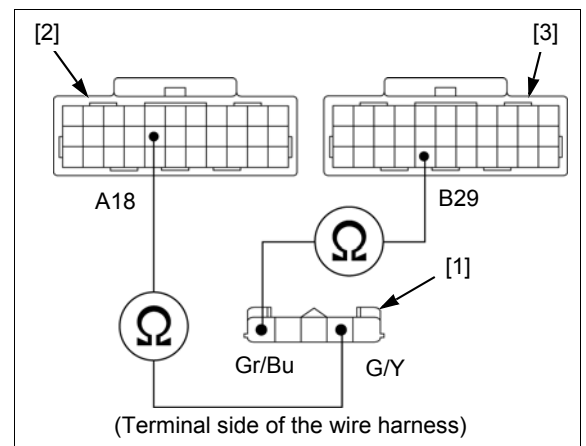 [2]
[3]
A18
B29
Ω
[1]
Ω
Gr/Bu
G/Y
(Terminal side of the wire harness)